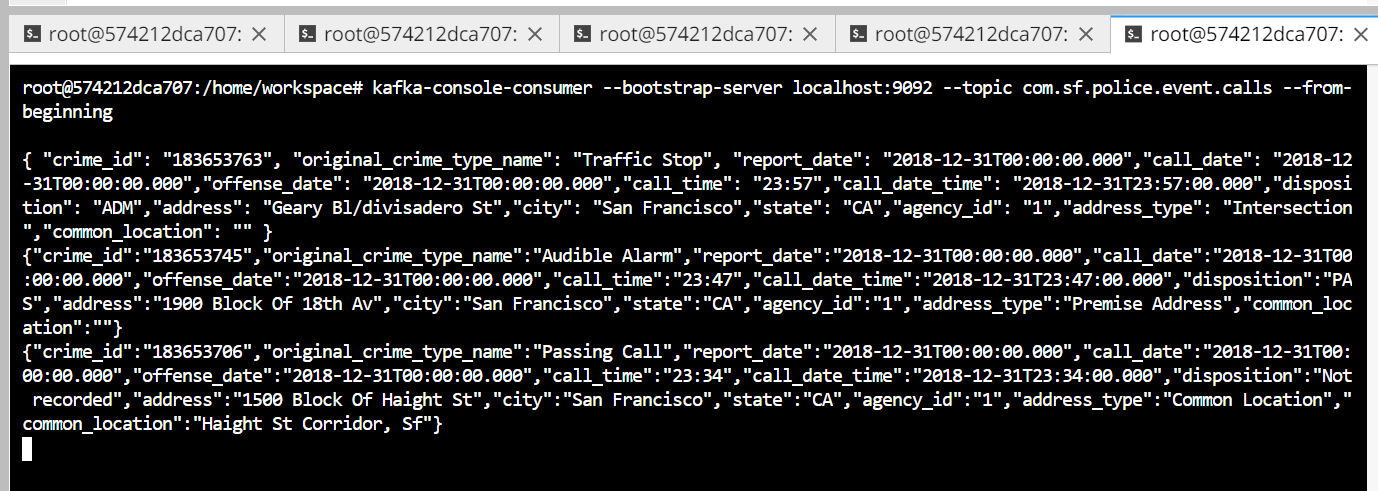 root@574212dca707: ×
root@574212dca707: ×
root@574212dca707: ×
root@574212dca707: ×
root@574212dca707: ×
root@574212dca707:/home/workspace# kafka-console-consumer --bootstrap-server localhost:9092 --topic com.sf.police.event.calls --from-
beginning
{ "crime_id": "183653763", "original_crime_type_name": "Traffic Stop", "report_date": "2018-12-31T00:00:00.000","call_date": "2018-12
-31T00:00:00.000","offense_date": "2018-12-31T00:00:00.000","call_time": "23:57","call_date_time": "2018-12-31T23:57:00.000","disposi
tion": "ADM","address": "Geary Bl/divisadero St","city": "San Francisco","state": "CA","agency_id": "1","address_type": "Intersection
","common_location": "" }
{"crime_id":"183653745","original_crime_type_name":"Audible Alarm","report_date":"2018-12-31T00:00:00.000","call_date":"2018-12-31T00
:00:00.000","offense_date":"2018-12-31T00:00:00.000","call_time":"23:47","call_date_time":"2018-12-31T23:47:00.000","disposition":"PA
S","address":"1900 Block Of 18th Av","city":"San Francisco","state":"CA","agency_id":"1","address_type":"Premise Address","common_loc
ation":""}
{"crime_id":"183653706","original_crime_type_name":"Passing Call","report_date":"2018-12-31T00:00:00.000","call_date":"2018-12-31T00:
00:00.000","offense_date":"2018-12-31T00:00:00.000","call_time":"23:34","call_date_time":"2018-12-31T23:34:00.000","disposition":"Not
 recorded","address":"1500 Block Of Haight St","city":"San Francisco","state":"CA","agency_id":"1","address_type":"Common Location","
common_location":"Haight St Corridor, Sf"}